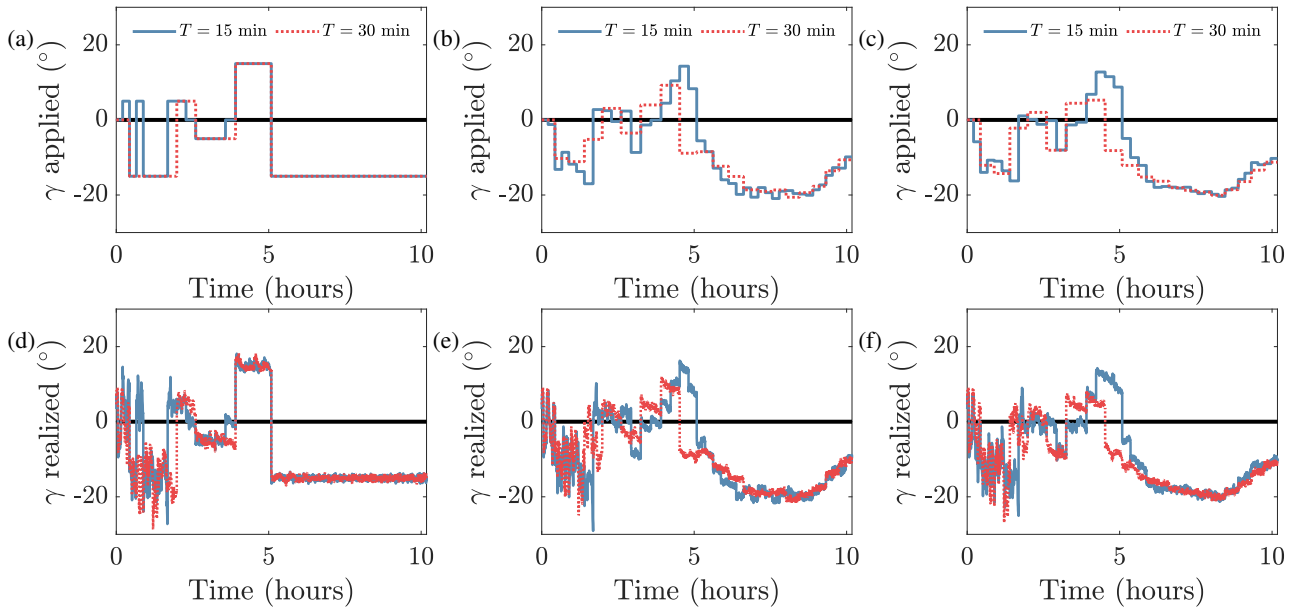 (a)
γ applied (°)
20
0
-20
T = 15 min
T = 30 min
0
5
10
Time (hours)
(b)
γ applied (°)
20
0
-20
T = 15 min
T = 30 min
0
5
10
Time (hours)
(c)
γ applied (°)
20
0
-20
T = 15 min
T = 30 min
0
5
10
Time (hours)
(d)
γ realized (°)
20
0
-20
0
5
10
Time (hours)
(e)
γ realized (°)
20
0
-20
0
5
10
Time (hours)
(f)
γ realized (°)
20
0
-20
0
5
10
Time (hours)